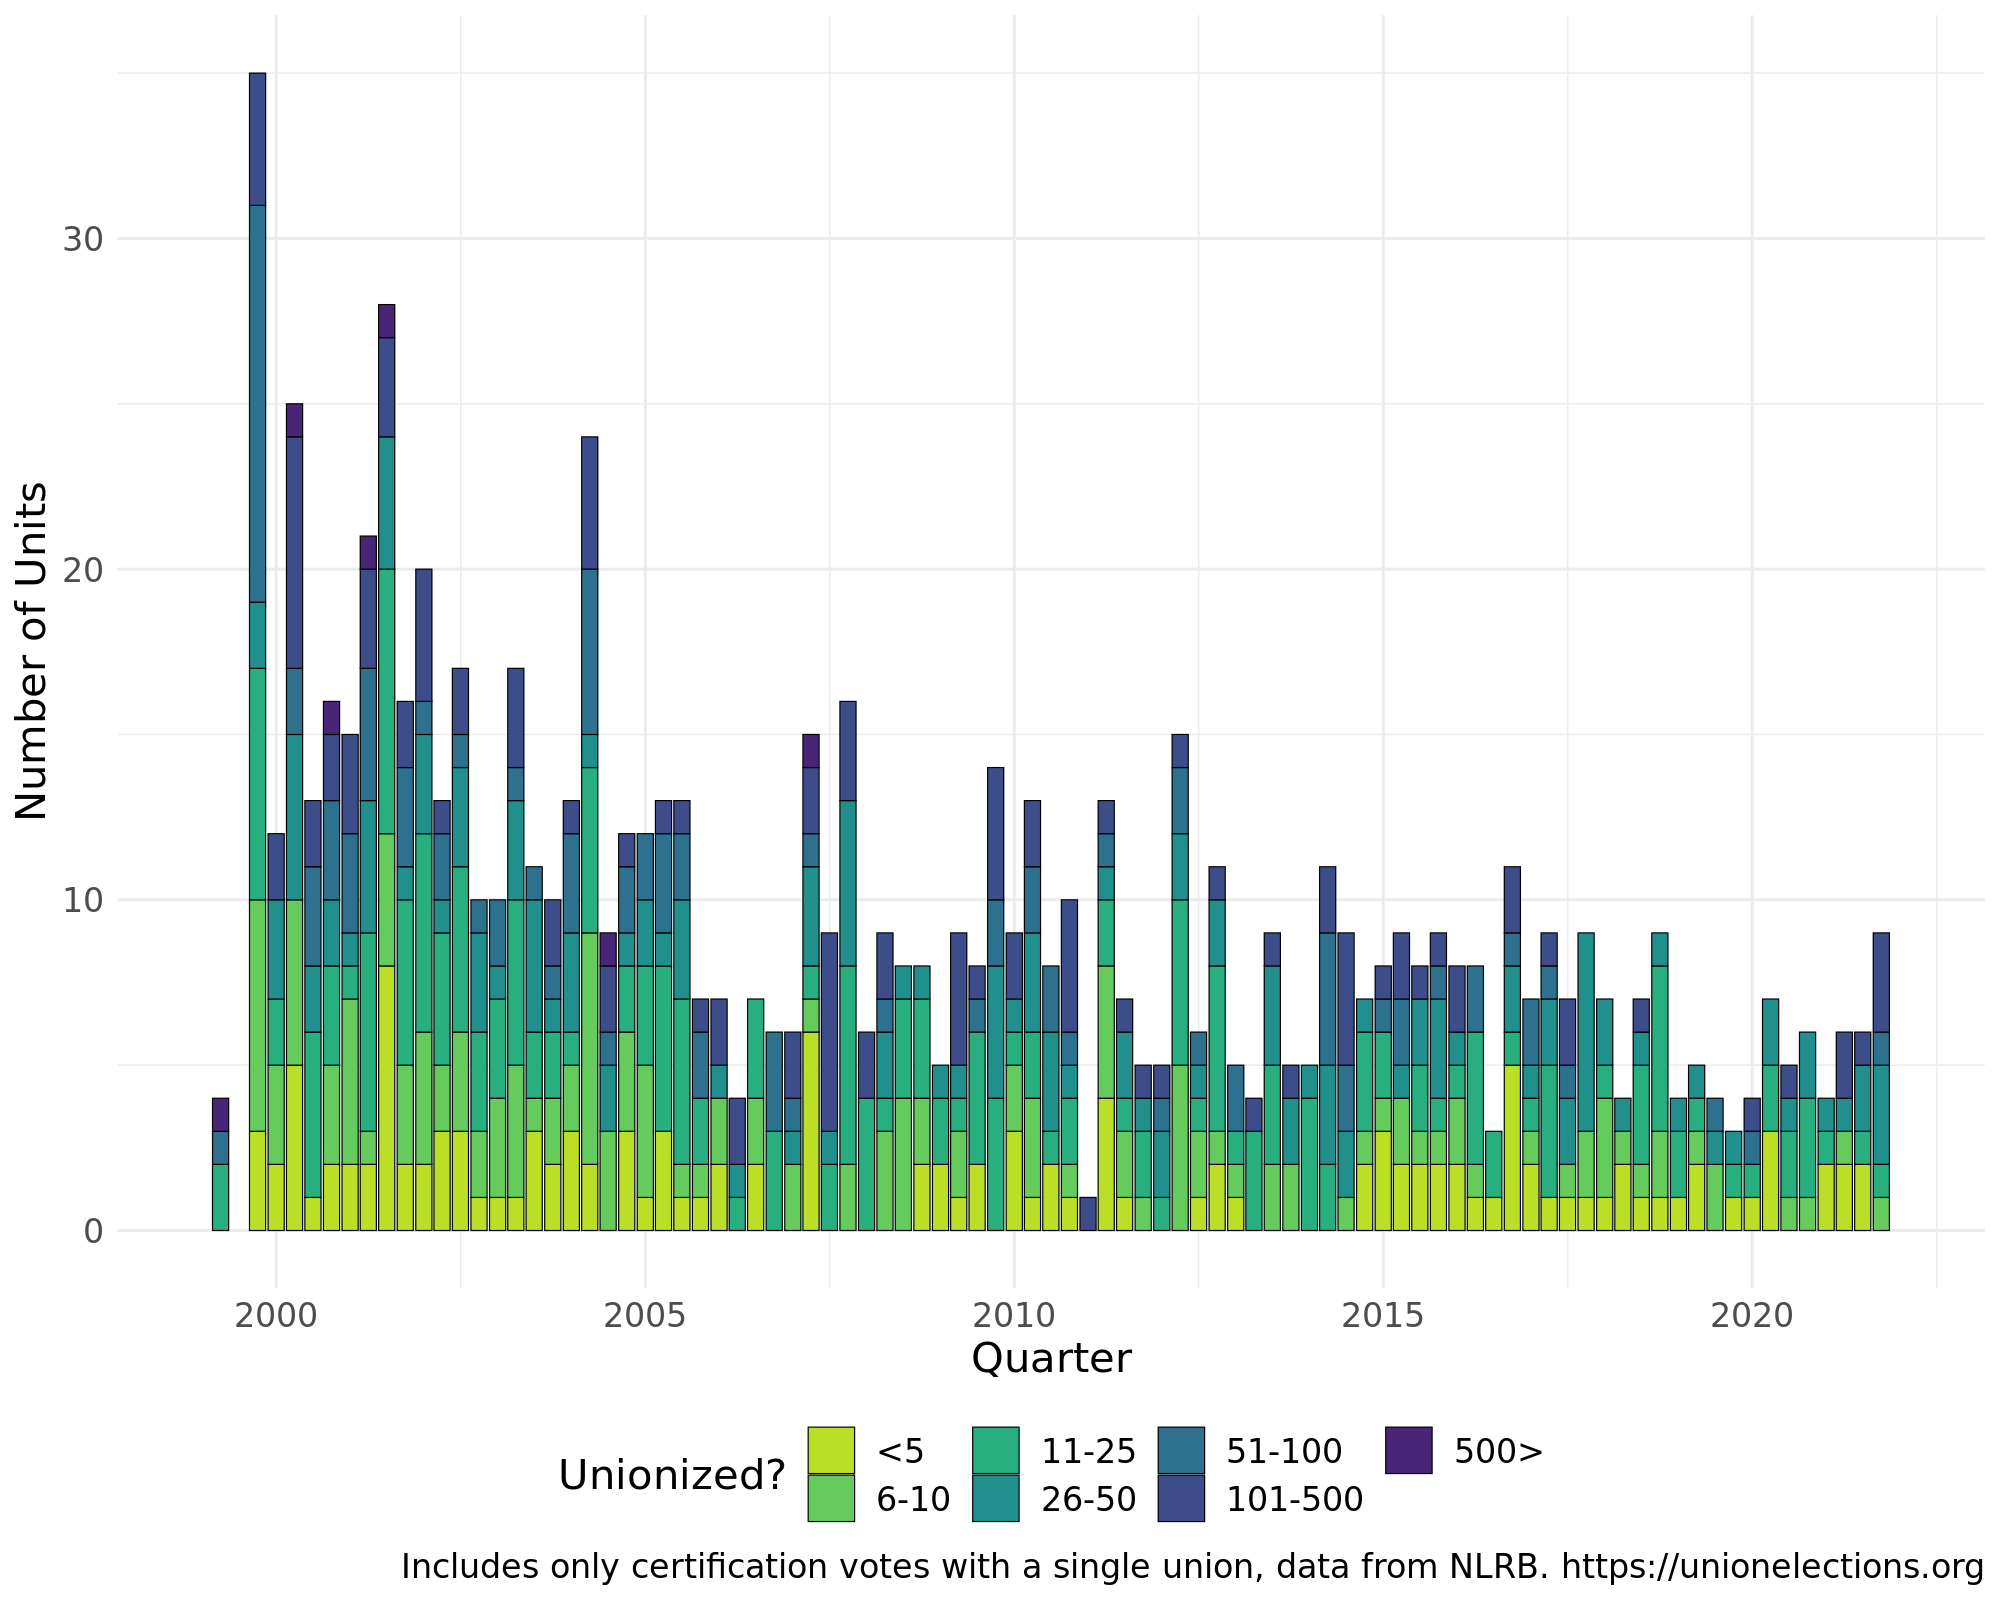 Number of Units
30
20
10
0
2000 2005 2010 2015 2020
Quarter
Unionized?
<5 11-25 51-100 500>
6-10 26-50 101-500
Includes only certification votes with a single union, data from NLRB. https://unionelections.org